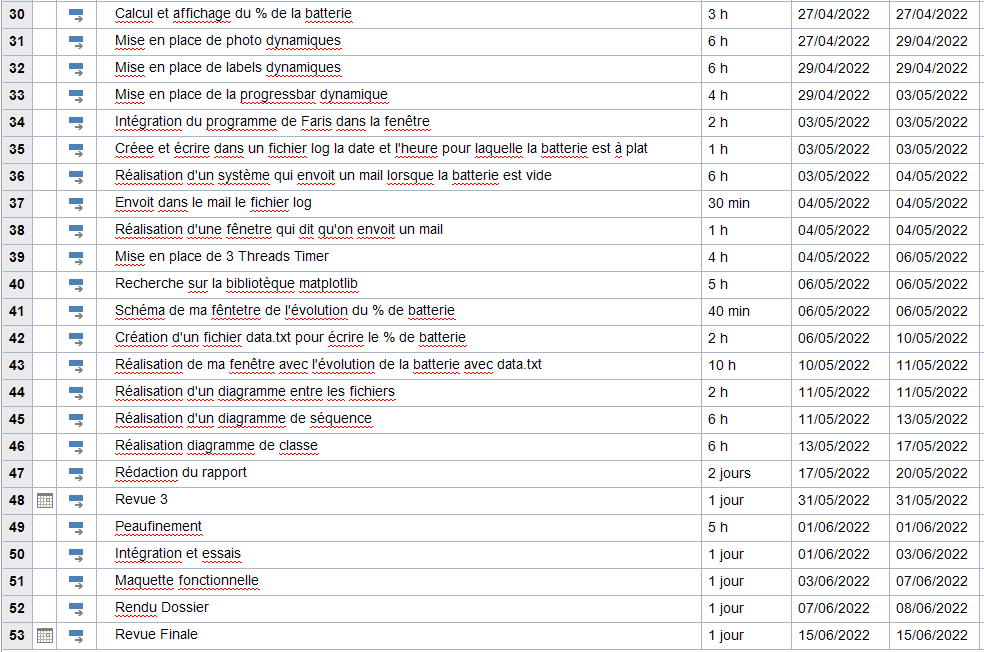 30 Calcul et affichage du % de la batterie 3 h 27/04/2022 27/04/2022
31 Mise en place de photo dynamiques 6 h 27/04/2022 29/04/2022
32 Mise en place de labels dynamiques 6 h 29/04/2022 29/04/2022
33 Mise en place de la progressbar dynamique 4 h 29/04/2022 03/05/2022
34 Intégration du programme de Faris dans la fenêtre 2 h 03/05/2022 03/05/2022
35 Créee et écrire dans un fichier log la date et l'heure pour laquelle la batterie est à plat 1 h 03/05/2022 03/05/2022
36 Réalisation d'un système qui envoit un mail lorsque la batterie est vide 6 h 03/05/2022 04/05/2022
37 Envoit dans le mail le fichier log 30 min 04/05/2022 04/05/2022
38 Réalisation d'une fênetre qui dit qu'on envoit un mail 1 h 04/05/2022 04/05/2022
39 Mise en place de 3 Threads Timer 4 h 04/05/2022 06/05/2022
40 Recherche sur la bibliotèque matplotlib 5 h 06/05/2022 06/05/2022
41 Schéma de ma fêntetre de l'évolution du % de batterie 40 min 06/05/2022 06/05/2022
42 Création d'un fichier data.txt pour écrire le % de batterie 2 h 06/05/2022 10/05/2022
43 Réalisation de ma fenêtre avec l'évolution de la batterie avec data.txt 10 h 10/05/2022 11/05/2022
44 Réalisation d'un diagramme entre les fichiers 2 h 11/05/2022 11/05/2022
45 Réalisation d'un diagramme de séquence 6 h 11/05/2022 13/05/2022
46 Réalisation diagramme de classe 6 h 13/05/2022 17/05/2022
47 Rédaction du rapport 2 jours 17/05/2022 20/05/2022
48 Revue 3 1 jour 31/05/2022 31/05/2022
49 Peaufinement 5 h 01/06/2022 01/06/2022
50 Intégration et essais 1 jour 01/06/2022 03/06/2022
51 Maquette fonctionnelle 1 jour 03/06/2022 07/06/2022
52 Rendu Dossier 1 jour 07/06/2022 08/06/2022
53 Revue Finale 1 jour 15/06/2022 15/06/2022